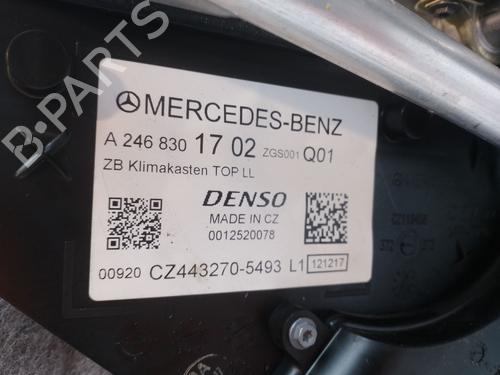 MERCEDES-BENZ
A 246 830 17 02 ZGS001 Q01
ZB Klimakasten TOP LL
DENSO
MADE IN CZ
0012520078
00920 CZ443270-5493 L1 121217
B-Parts